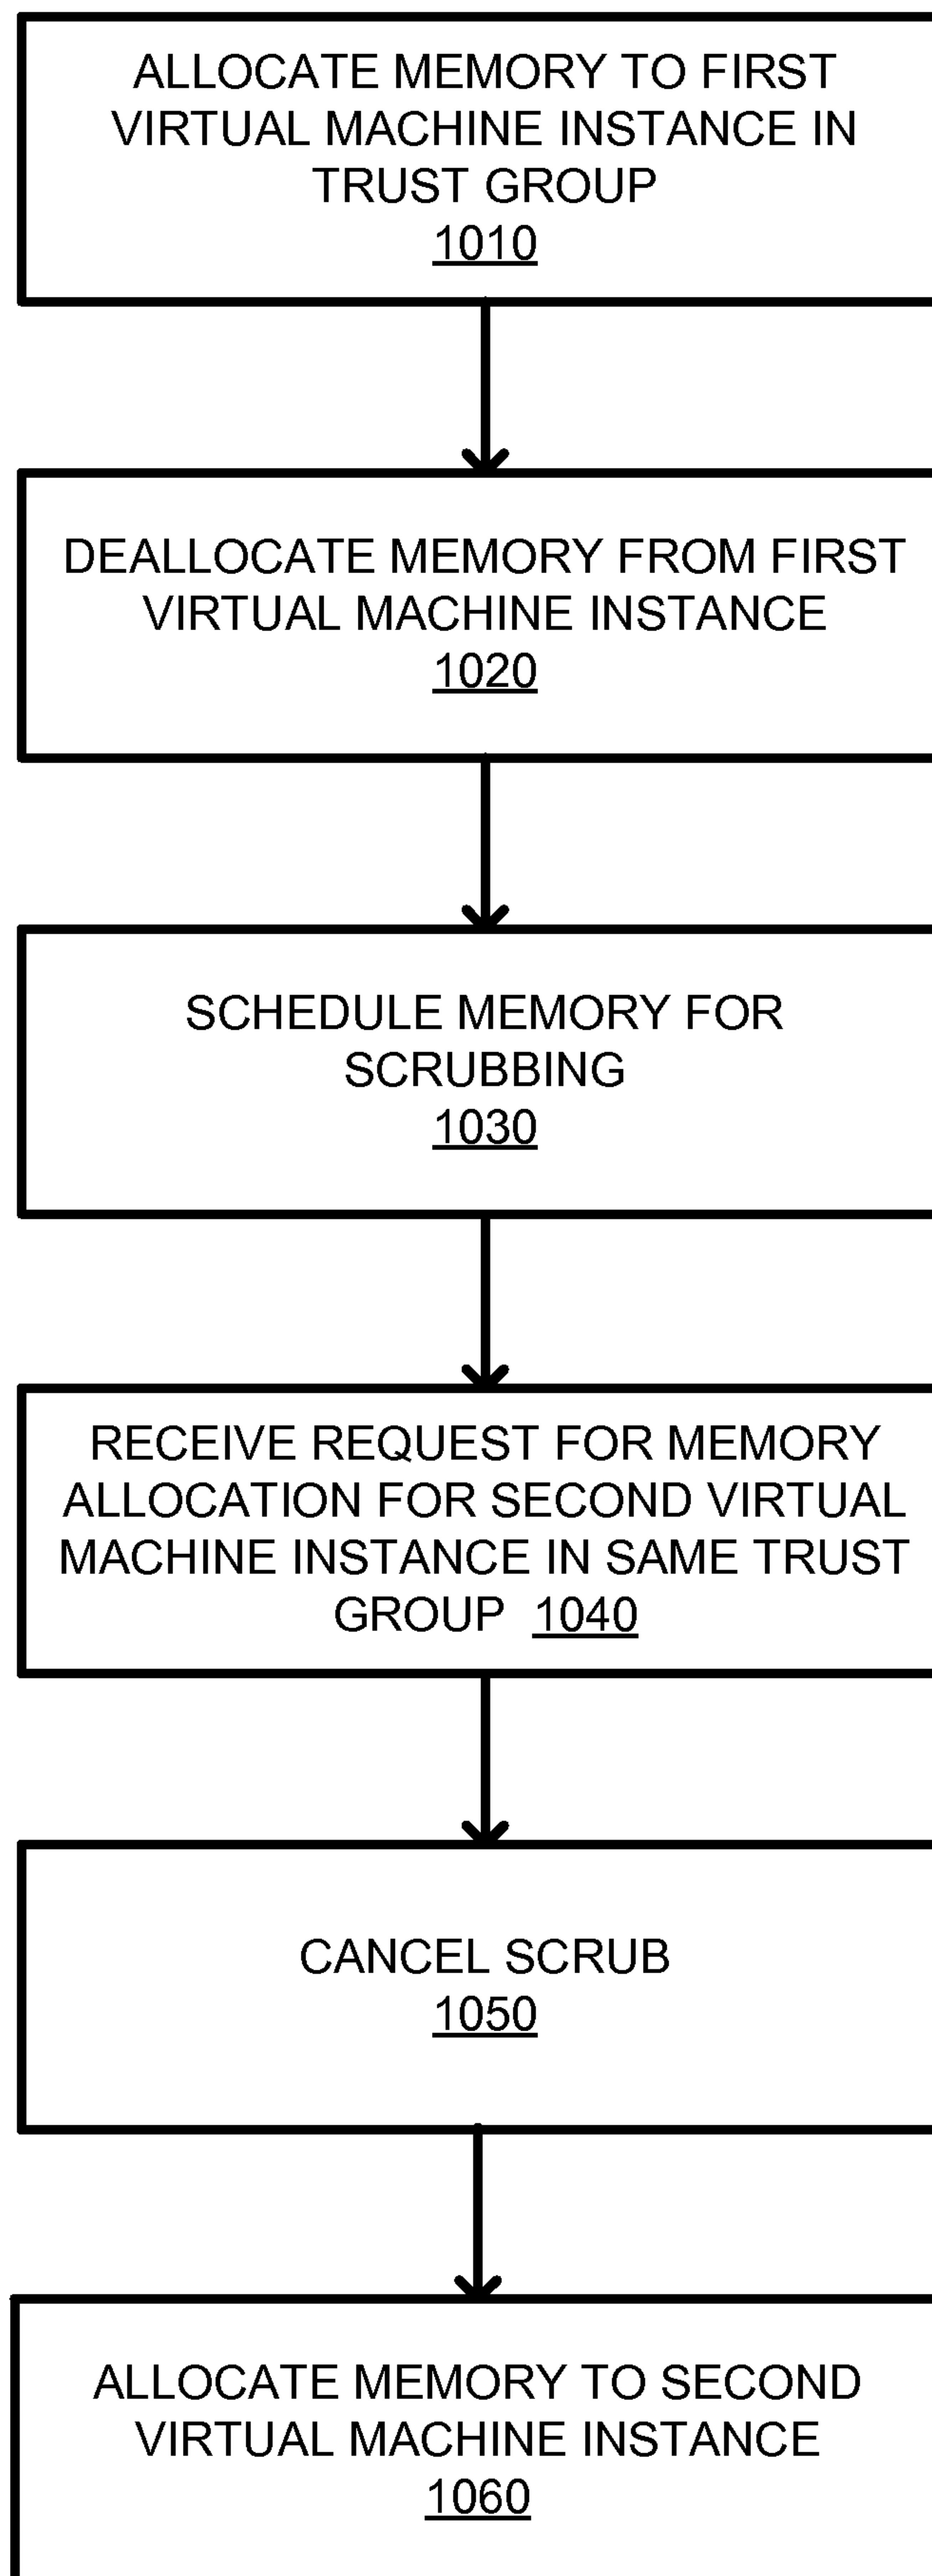 ALLOCATE MEMORY TO FIRST
VIRTUAL MACHINE INSTANCE IN
TRUST GROUP
1010
DEALLOCATE MEMORY FROM FIRST
VIRTUAL MACHINE INSTANCE
1020
SCHEDULE MEMORY FOR
SCRUBBING
1030
RECEIVE REQUEST FOR MEMORY
ALLOCATION FOR SECOND VIRTUAL
MACHINE INSTANCE IN SAME TRUST
GROUP 1040
CANCEL SCRUB
1050
ALLOCATE MEMORY TO SECOND
VIRTUAL MACHINE INSTANCE
1060